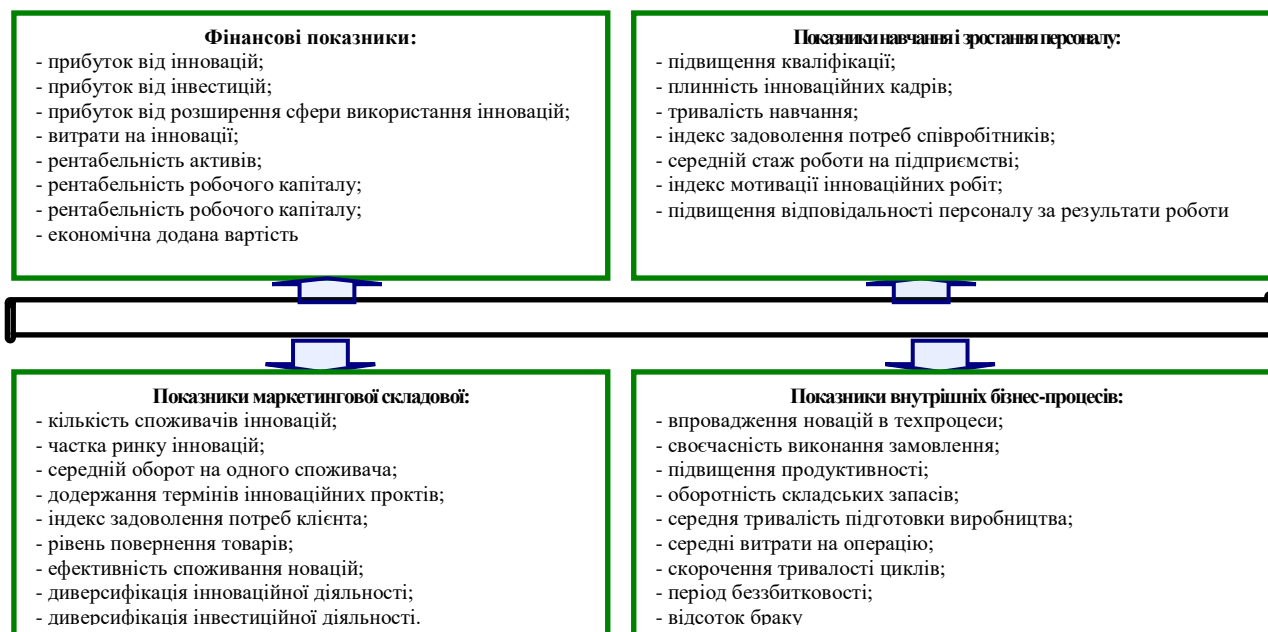 Фінансові показники:
- прибуток від інновацій;
- прибуток від інвестицій;
- прибуток від розширення сфери використання інновацій;
- витрати на інновації;
- рентабельність активів;
- рентабельність робочого капіталу;
- рентабельність робочого капіталу;
- економічна додана вартість
Показники навчання і зростання персоналу:
- підвищення кваліфікації;
- плинність інноваційних кадрів;
- тривалість навчання;
- індекс задоволення потреб співробітників;
- середній стаж роботи на підприємстві;
- індекс мотивації інноваційних робіт;
- підвищення відповідальності персоналу за результати роботи
Показники маркетингової складової:
- кількість споживачів інновацій;
- частка ринку інновацій;
- середній оборот на одного споживача;
- додержання термінів інноваційних проктів;
- індекс задоволення потреб клієнта;
- рівень повернення товарів;
- ефективність споживання новацій;
- диверсифікація інноваційної діяльності;
- диверсифікація інвестиційної діяльності.
Показники внутрішніх бізнес-процесів:
- впровадження новацій в техпроцеси;
- своєчасність виконання замовлення;
- підвищення продуктивності;
- оборотність складських запасів;
- середня тривалість підготовки виробництва;
- середні витрати на операцію;
- скорочення тривалості циклів;
- період беззбитковості;
- відсоток браку